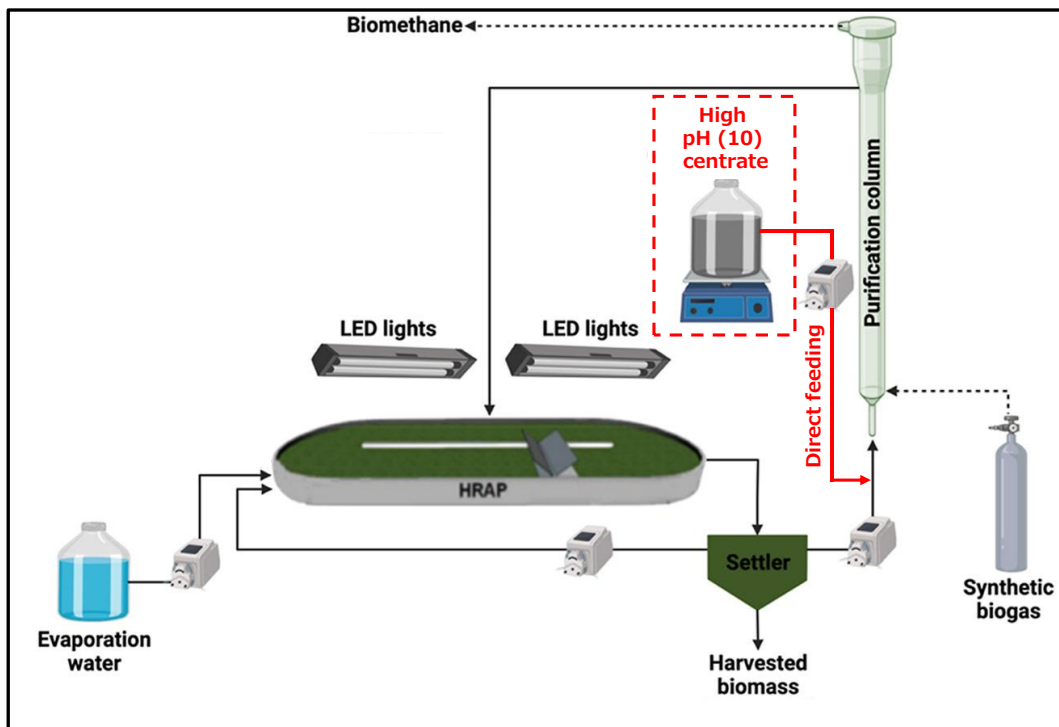 Biomethane
High
pH (10)
centrate
Purification column
LED lights
LED lights
Direct feeding
HRAP
Settler
Evaporation
water
Harvested
biomass
Synthetic
biogas